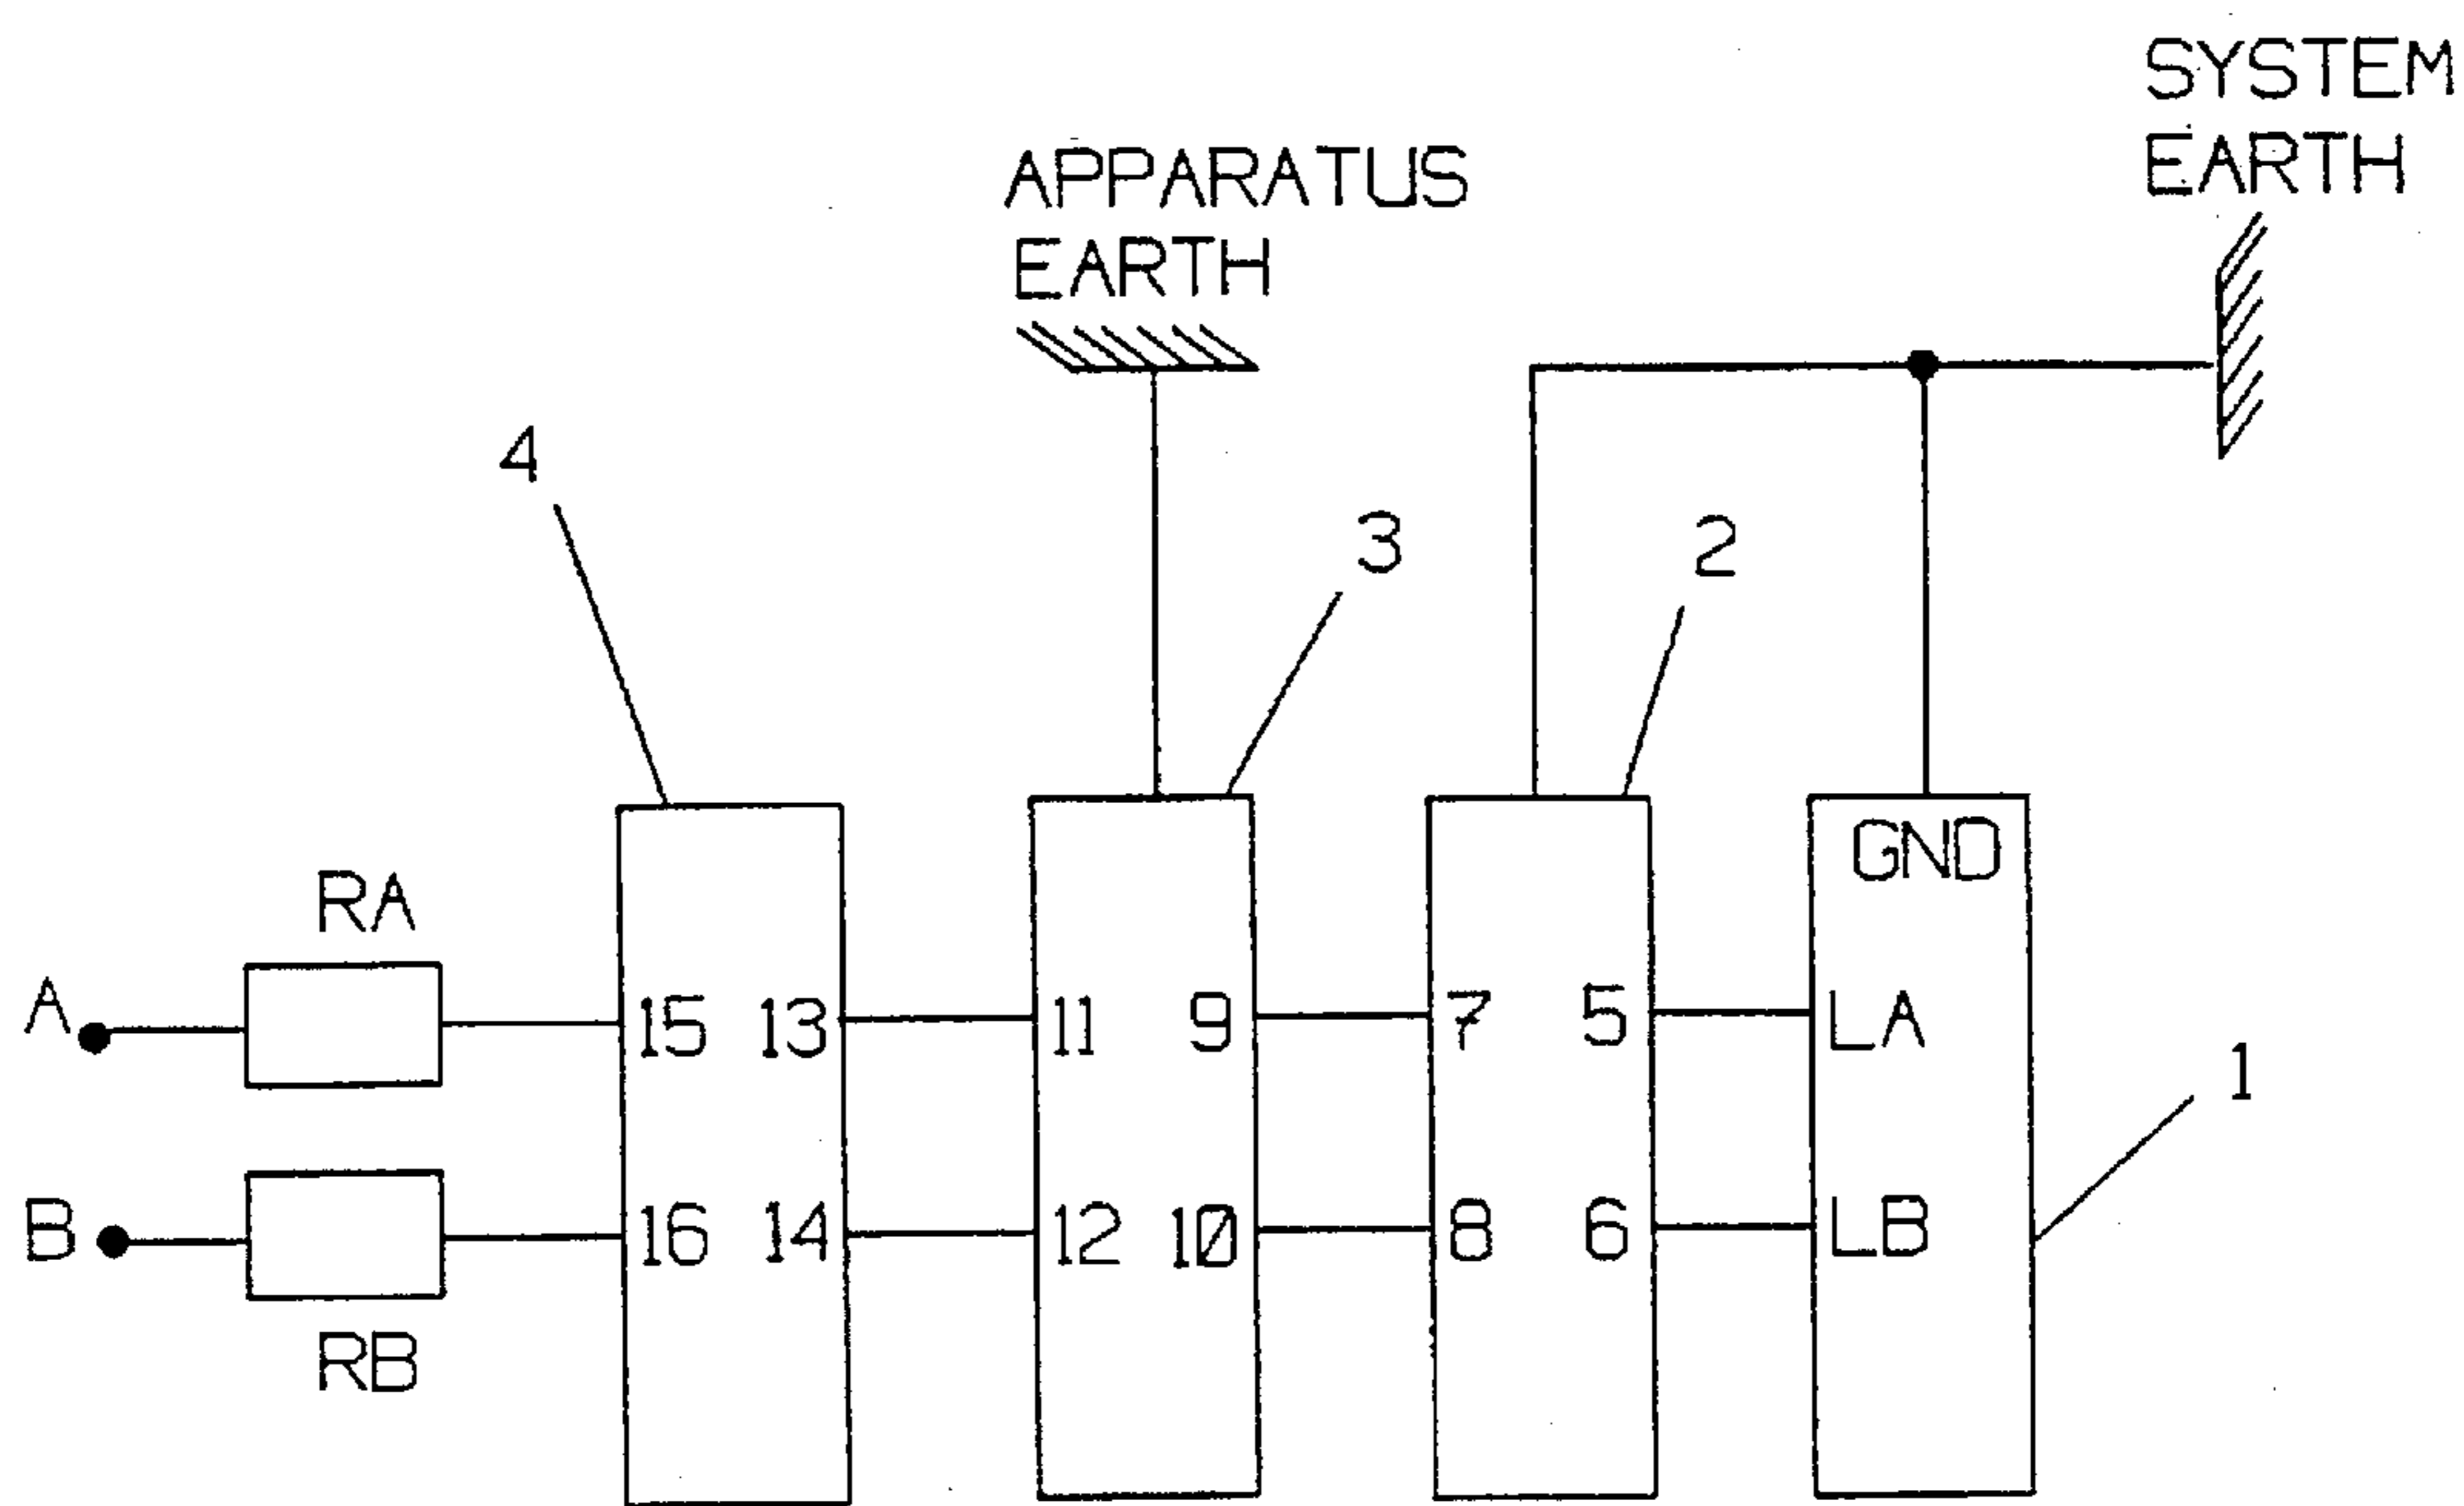 SYSTEM
EARTH
APPARATUS
EARTH
4
3
2
GND
RA
A
15 13 11 9 7 5 LA
1
B
16 14 12 10 8 6 LB
RB